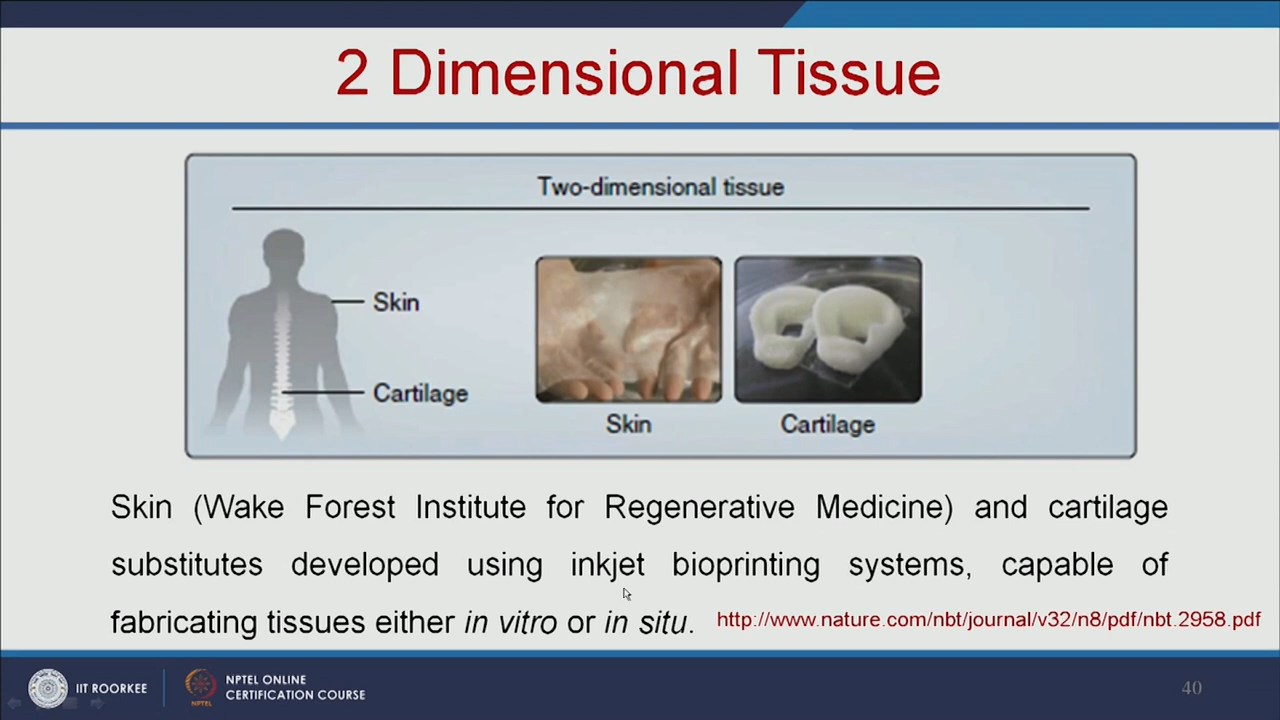 2 Dimensional Tissue
Two-dimensional tissue
Skin
Cartilage
Skin
Cartilage
Skin (Wake Forest Institute for Regenerative Medicine) and cartilage
substitutes developed using inkjet bioprinting systems, capable of
fabricating tissues either in vitro or in situ.
http://www.nature.com/nbt/journal/v32/n8/pdf/nbt.2958.pdf
IIT ROORKEE
NPTEL
NPTEL ONLINE
CERTIFICATION COURSE
40